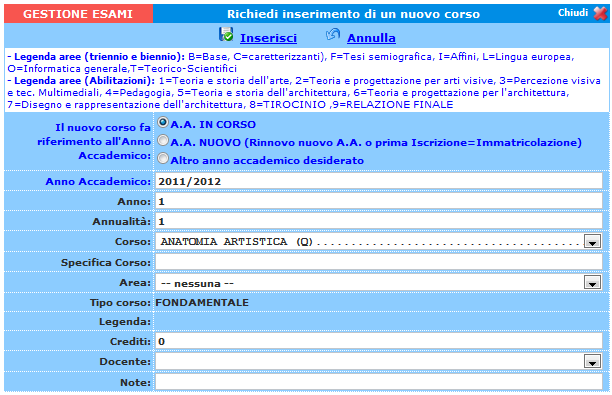 GESTIONE ESAMI
Richiedi inserimento di un nuovo corso
Chiudi
Inserisci
Annulla
- Legenda aree (triennio e biennio): B=Base, C=caretterizzanti), F=Tesi semiografica, I=Affini, L=Lingua europea,
O=Informatica generale,T=Teorico-Scientifici
- Legenda aree (Abilitazioni): 1=Teoria e storia dell'arte, 2=Teoria e progettazione per arti visive, 3=Percezione visiva
e tec. Multimediali, 4=Pedagogia, 5=Teoria e storia dell'architettura, 6=Teoria e progettazione per l'architettura,
7=Disegno e rappresentazione dell'architettura, 8=TIROCINIO ,9=RELAZIONE FINALE
Il nuovo corso fa
riferimento all'Anno
Accademico:
A.A. IN CORSO
A.A. NUOVO (Rinnovo nuovo A.A. o prima Iscrizione=Immatricolazione)
Altro anno accademico desiderato
Anno Accademico: 2011/2012
Anno: 1
Annualità: 1
Corso: ANATOMIA ARTISTICA (Q) . . . . . . . . . . . . . . . . . . . . . . . . . . . . . . . . . . . . . .
Specifica Corso:
Area: -- nessuna --
Tipo corso: FONDAMENTALE
Legenda:
Crediti: 0
Docente:
Note: